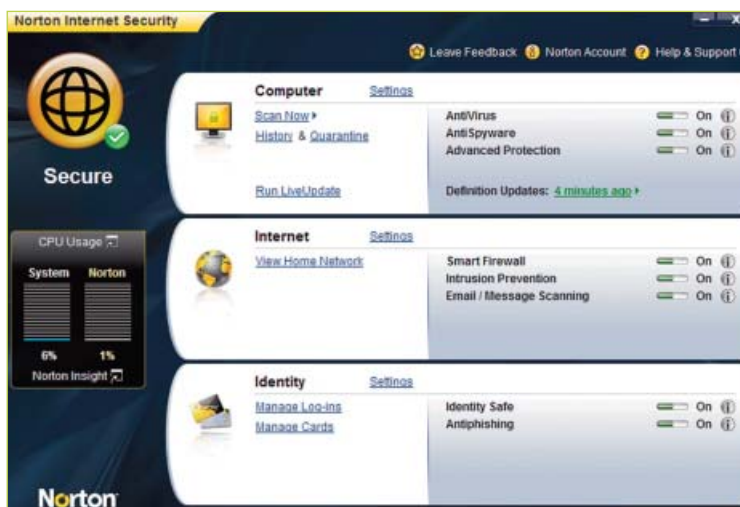 Norton Internet Security
Leave Feedback Norton Account Help & Support
Secure
CPU Usage
System Norton
6% 1%
Norton Insight
Norton
Computer Settings
Scan Now
History & Quarantine
Run LiveUpdate
AntiVirus On
AntiSpyware On
Advanced Protection On
Definition Updates: 4 minutes ago
Internet Settings
View Home Network
Smart Firewall On
Intrusion Prevention On
Email / Message Scanning On
Identity Settings
Manage Log-ins
Manage Cards
Identity Safe On
Antiphishing On